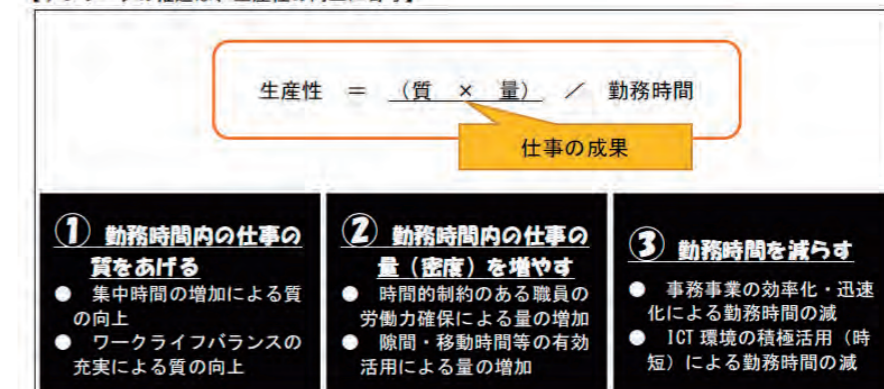 生産性 = (質 × 量) / 勤務時間
仕事の成果
① 勤務時間内の仕事の
質をあげる
● 集中時間の増加による質
の向上
● ワークライフバランスの
充実による質の向上
② 勤務時間内の仕事の
量(密度)を増やす
● 時間的制約のある職員の
労働力確保による量の増加
● 隙間・移動時間等の有効
活用による量の増加
③ 勤務時間を減らす
● 事務事業の効率化・迅速
化による勤務時間の減
● ICT 環境の積極活用(時
短)による勤務時間の減